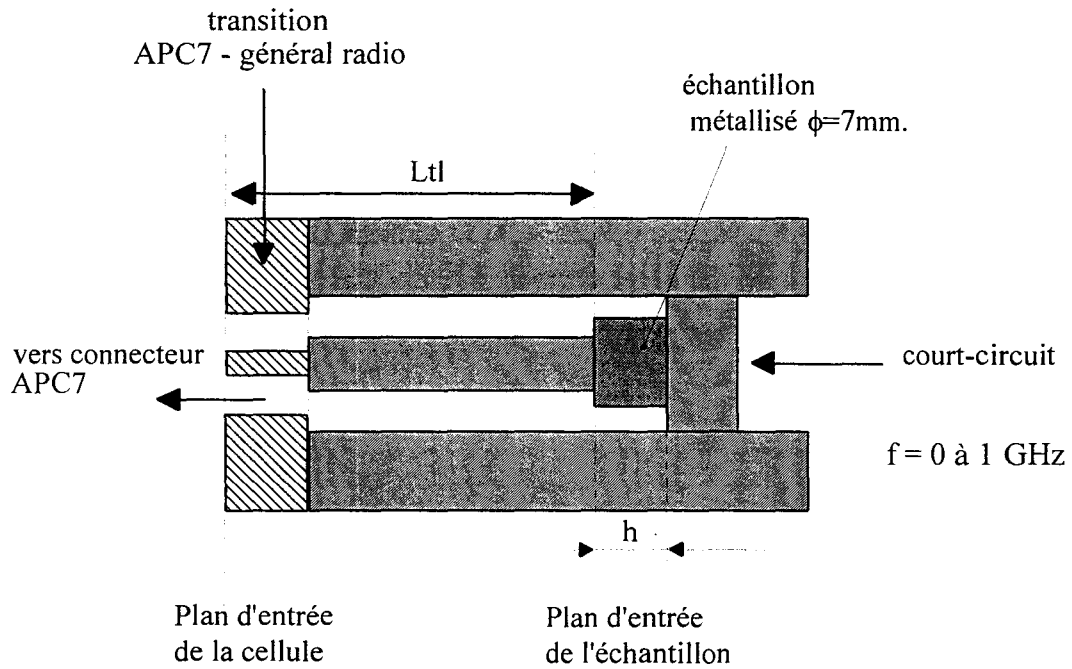 transition
APC7 - général radio
échantillon
métallisé ϕ=7mm.
Ltl
vers connecteur
APC7
court-circuit
f = 0 à 1 GHz
h
Plan d'entrée
de la cellule
Plan d'entrée
de l'échantillon